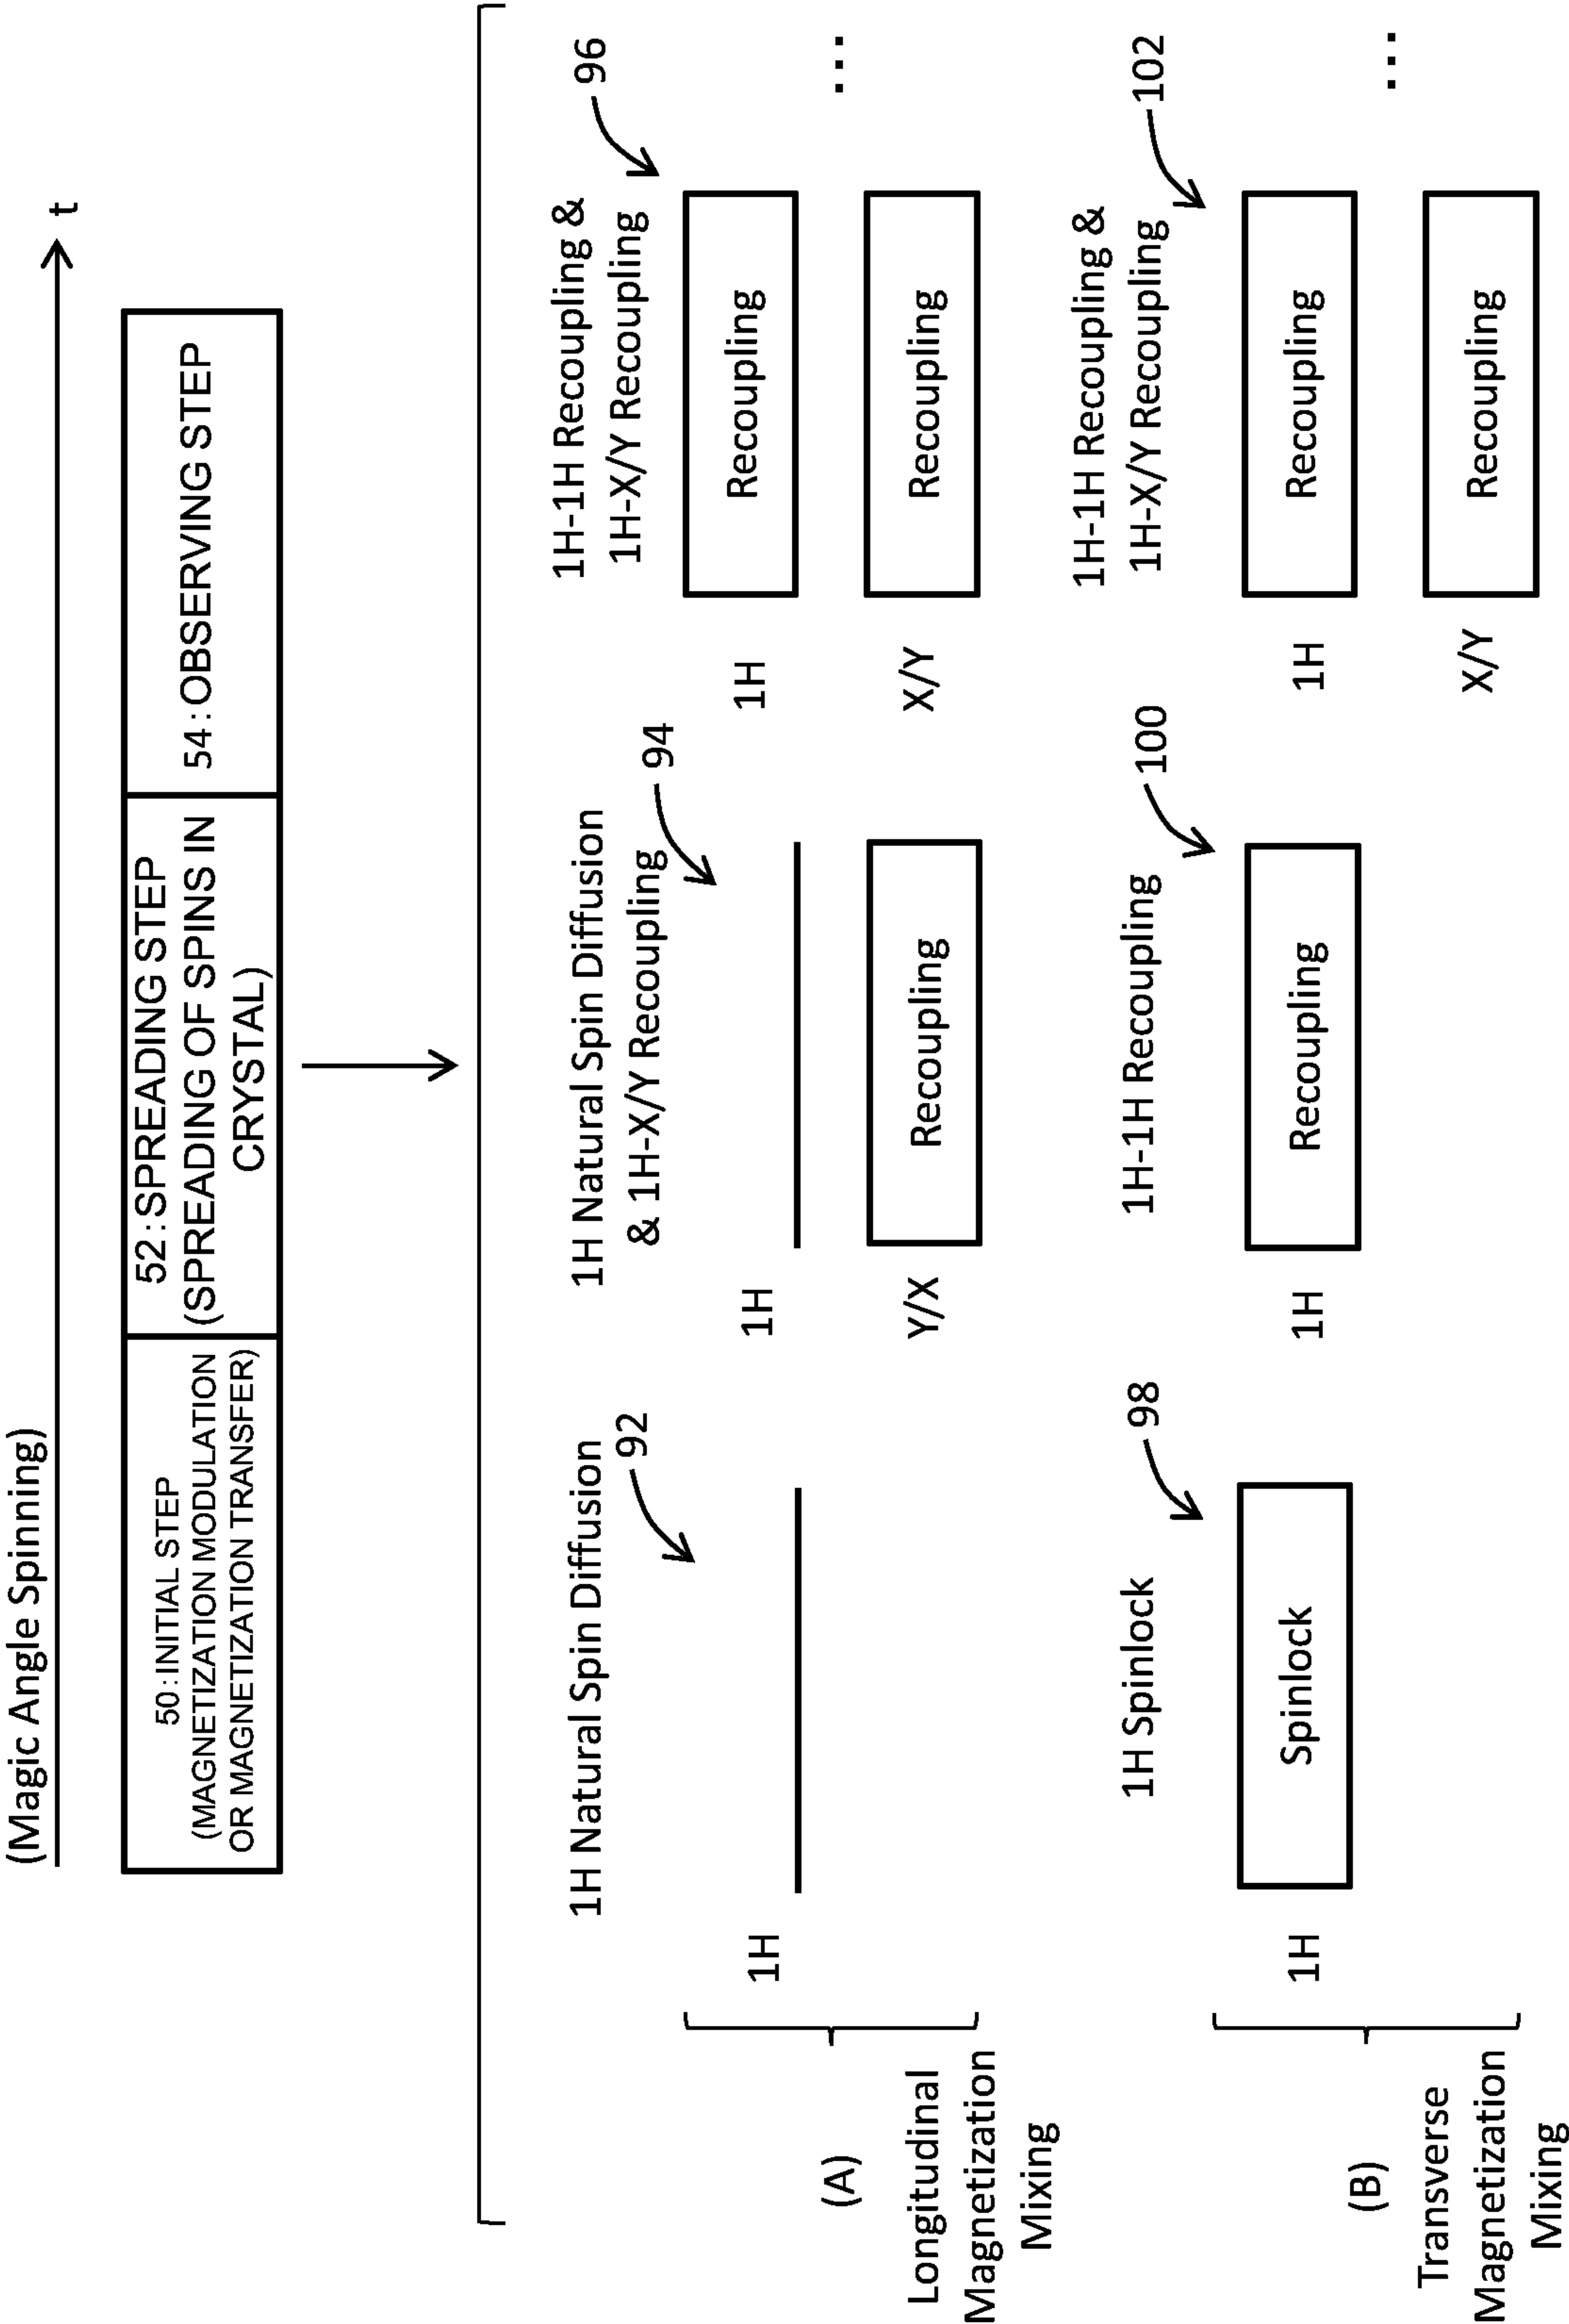 (Magic Angle Spinning)
t
50:INITIAL STEP
(MAGNETIZATION MODULATION
OR MAGNETIZATION TRANSFER)
52:SPREADING STEP
(SPREADING OF SPINS IN
CRYSTAL)
54:OBSERVING STEP
(A)
Longitudinal
Magnetization
Mixing
1H Natural Spin Diffusion
92
1H
1H Natural Spin Diffusion
& 1H-X/Y Recoupling
94
1H
Y/X
Recoupling
1H-1H Recoupling &
1H-X/Y Recoupling
96
1H
Recoupling
X/Y
Recoupling
...
(B)
Transverse
Magnetization
Mixing
1H Spinlock
98
1H
Spinlock
1H-1H Recoupling
100
1H
Recoupling
1H-1H Recoupling &
1H-X/Y Recoupling
102
1H
Recoupling
X/Y
Recoupling
...